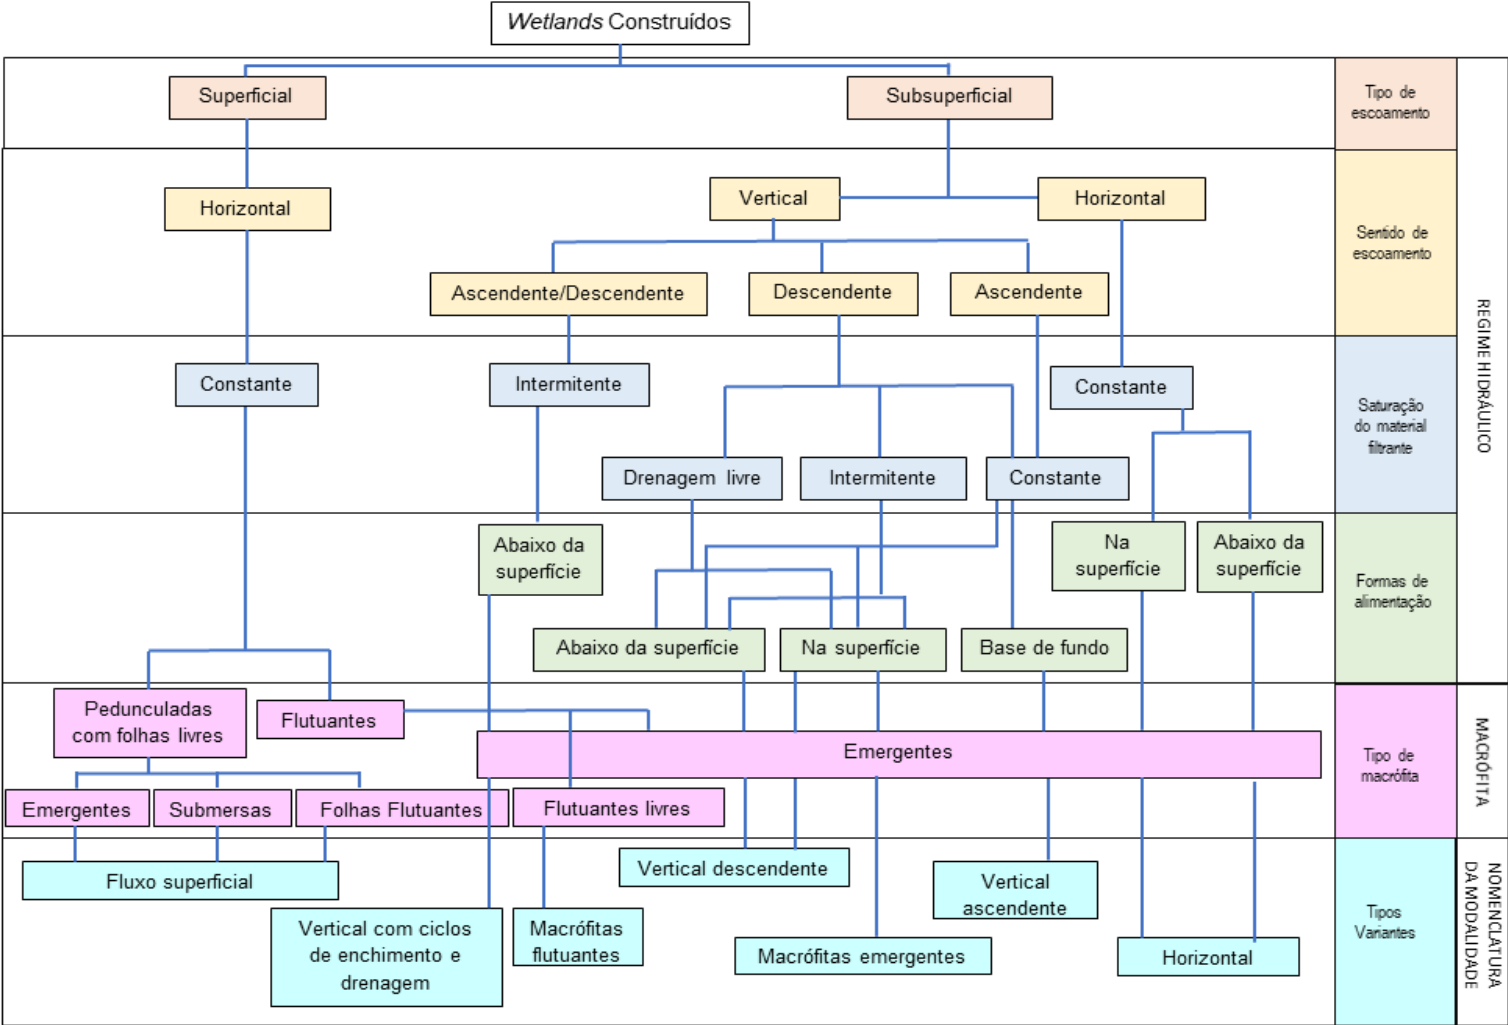 Wetlands Construídos
Superficial
Subsuperficial
Tipo de
escoamento
Horizontal
Vertical
Horizontal
Sentido de
escoamento
Ascendente/Descendente
Descendente
Ascendente
REGIME HIDRÁULICO
Constante
Intermitente
Constante
Saturação
do material
filtrante
Drenagem livre
Intermitente
Constante
Abaixo da
superfície
Na
superfície
Abaixo da
superfície
Formas de
alimentação
Abaixo da superfície
Na superfície
Base de fundo
Pedunculadas
com folhas livres
Flutuantes
Emergentes
Tipo de
macrófita
MACRÓFITA
Emergentes
Submersas
Folhas Flutuantes
Flutuantes livres
Fluxo superficial
Vertical descendente
Vertical
ascendente
Tipos
Variantes
NOMENCLATURA
DA MODALIDADE
Vertical com ciclos
de enchimento e
drenagem
Macrófitas
flutuantes
Macrófitas emergentes
Horizontal